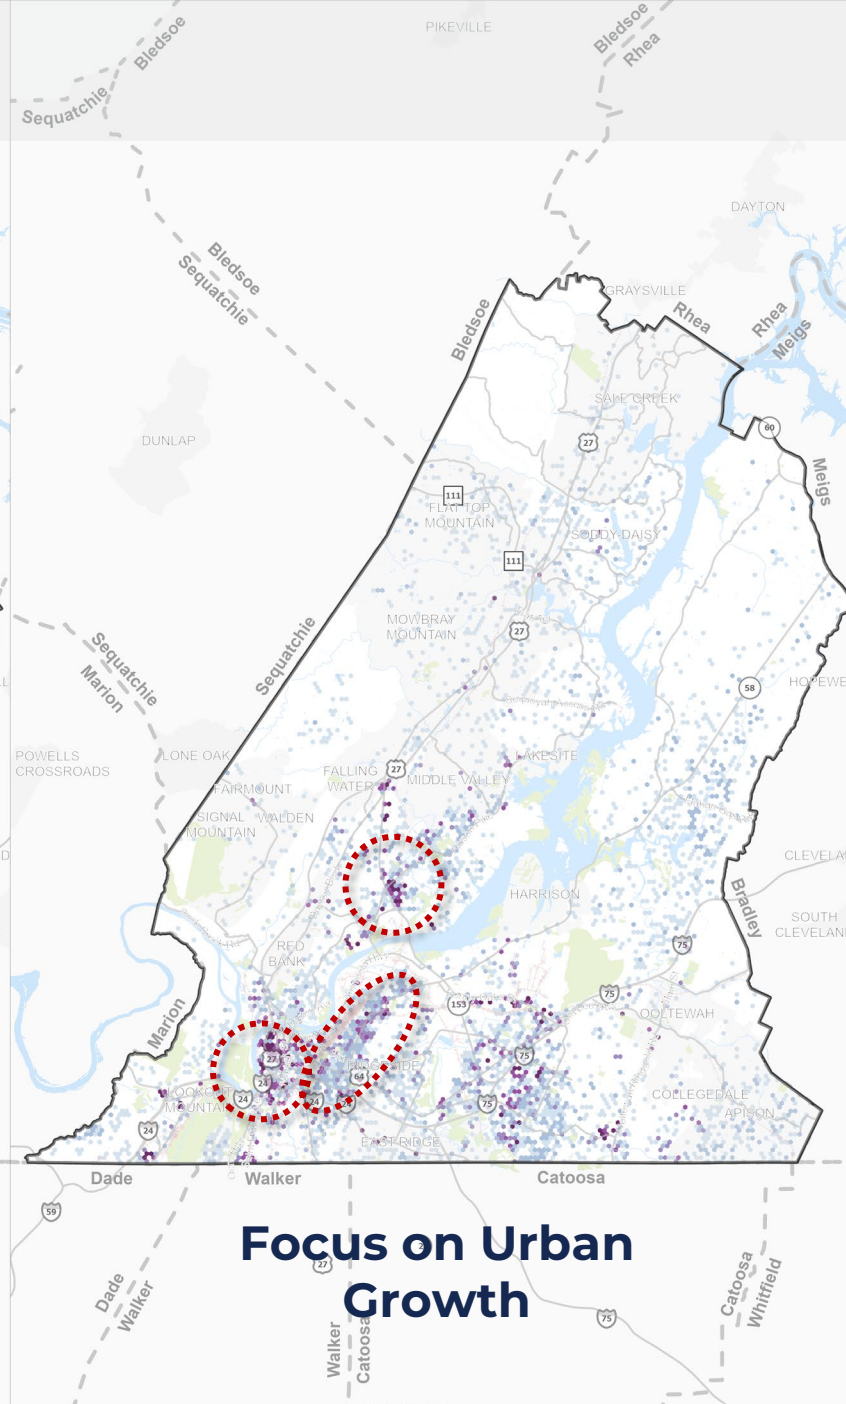 PIKEVILLE
Bledsoe
Sequatchie
Bledsoe
Rhea
DAYTON
Bledsoe
Sequatchie
GRAYSVILLE
Rhea
Rhea
Meigs
Bledsoe
SALE CREEK
60
DUNLAP
27
Meigs
111
FLAT TOP
MOUNTAIN
SODDY-DAISY
111
MOWBRAY
MOUNTAIN
27
Sequatchie
Sequatchie
Marion
58
HOPEWE
POWELLS
CROSSROADS
LONE OAK
FALLING
WATER
27
MIDDLE VALLEY
LAKESITE
FAIRMOUNT
SIGNAL
MOUNTAIN
WALDEN
D
CLEVELA
HARRISON
Bradley
SOUTH
CLEVELAN
RED
BANK
75
75
153
OOLTEWAH
Marion
27
75
64
24
24
24
24
75
LOOKOUT
MOUNTAIN
COLLEGEDALE
APISON
24
EAST RIDGE
Dade
Walker
Catoosa
59
Focus on Urban
Growth
27
75
Dade
Walker
Walker
Catoosa
Catoosa
Whitfield